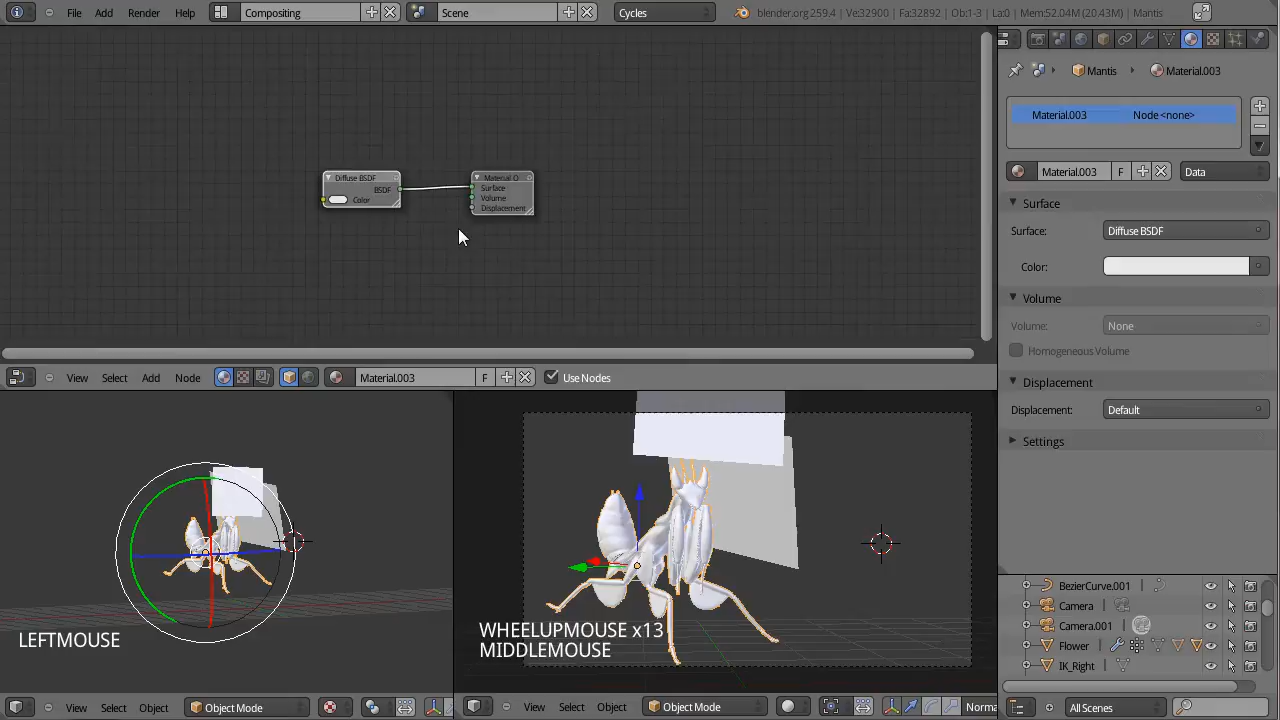 File Add Render Help Compositing Scene Cycles blender.org259.4 | Ve:32900 | Fa:32892 | Ob:1-3 | La:0 | Mem:52.04M (20.43M) | Mantis
Mantis Material.003
Material.003 Node <none>
Material.003 F Data
Surface
Surface: Diffuse BSDF
Color:
Volume
Volume: None
Homogeneous Volume
Displacement
Displacement: Default
Settings
Diffuse BSDF
BSDF
Color
Material O
Surface
Volume
Displacement
View Select Add Node Material.003 F Use Nodes
LEFTMOUSE
WHEELUPMOUSE x13
MIDDLEMOUSE
BezierCurve.001
Camera
Camera.001
Flower
IK_Right
View Select Object Object Mode
View Select Object Object Mode Norma
View All Scenes